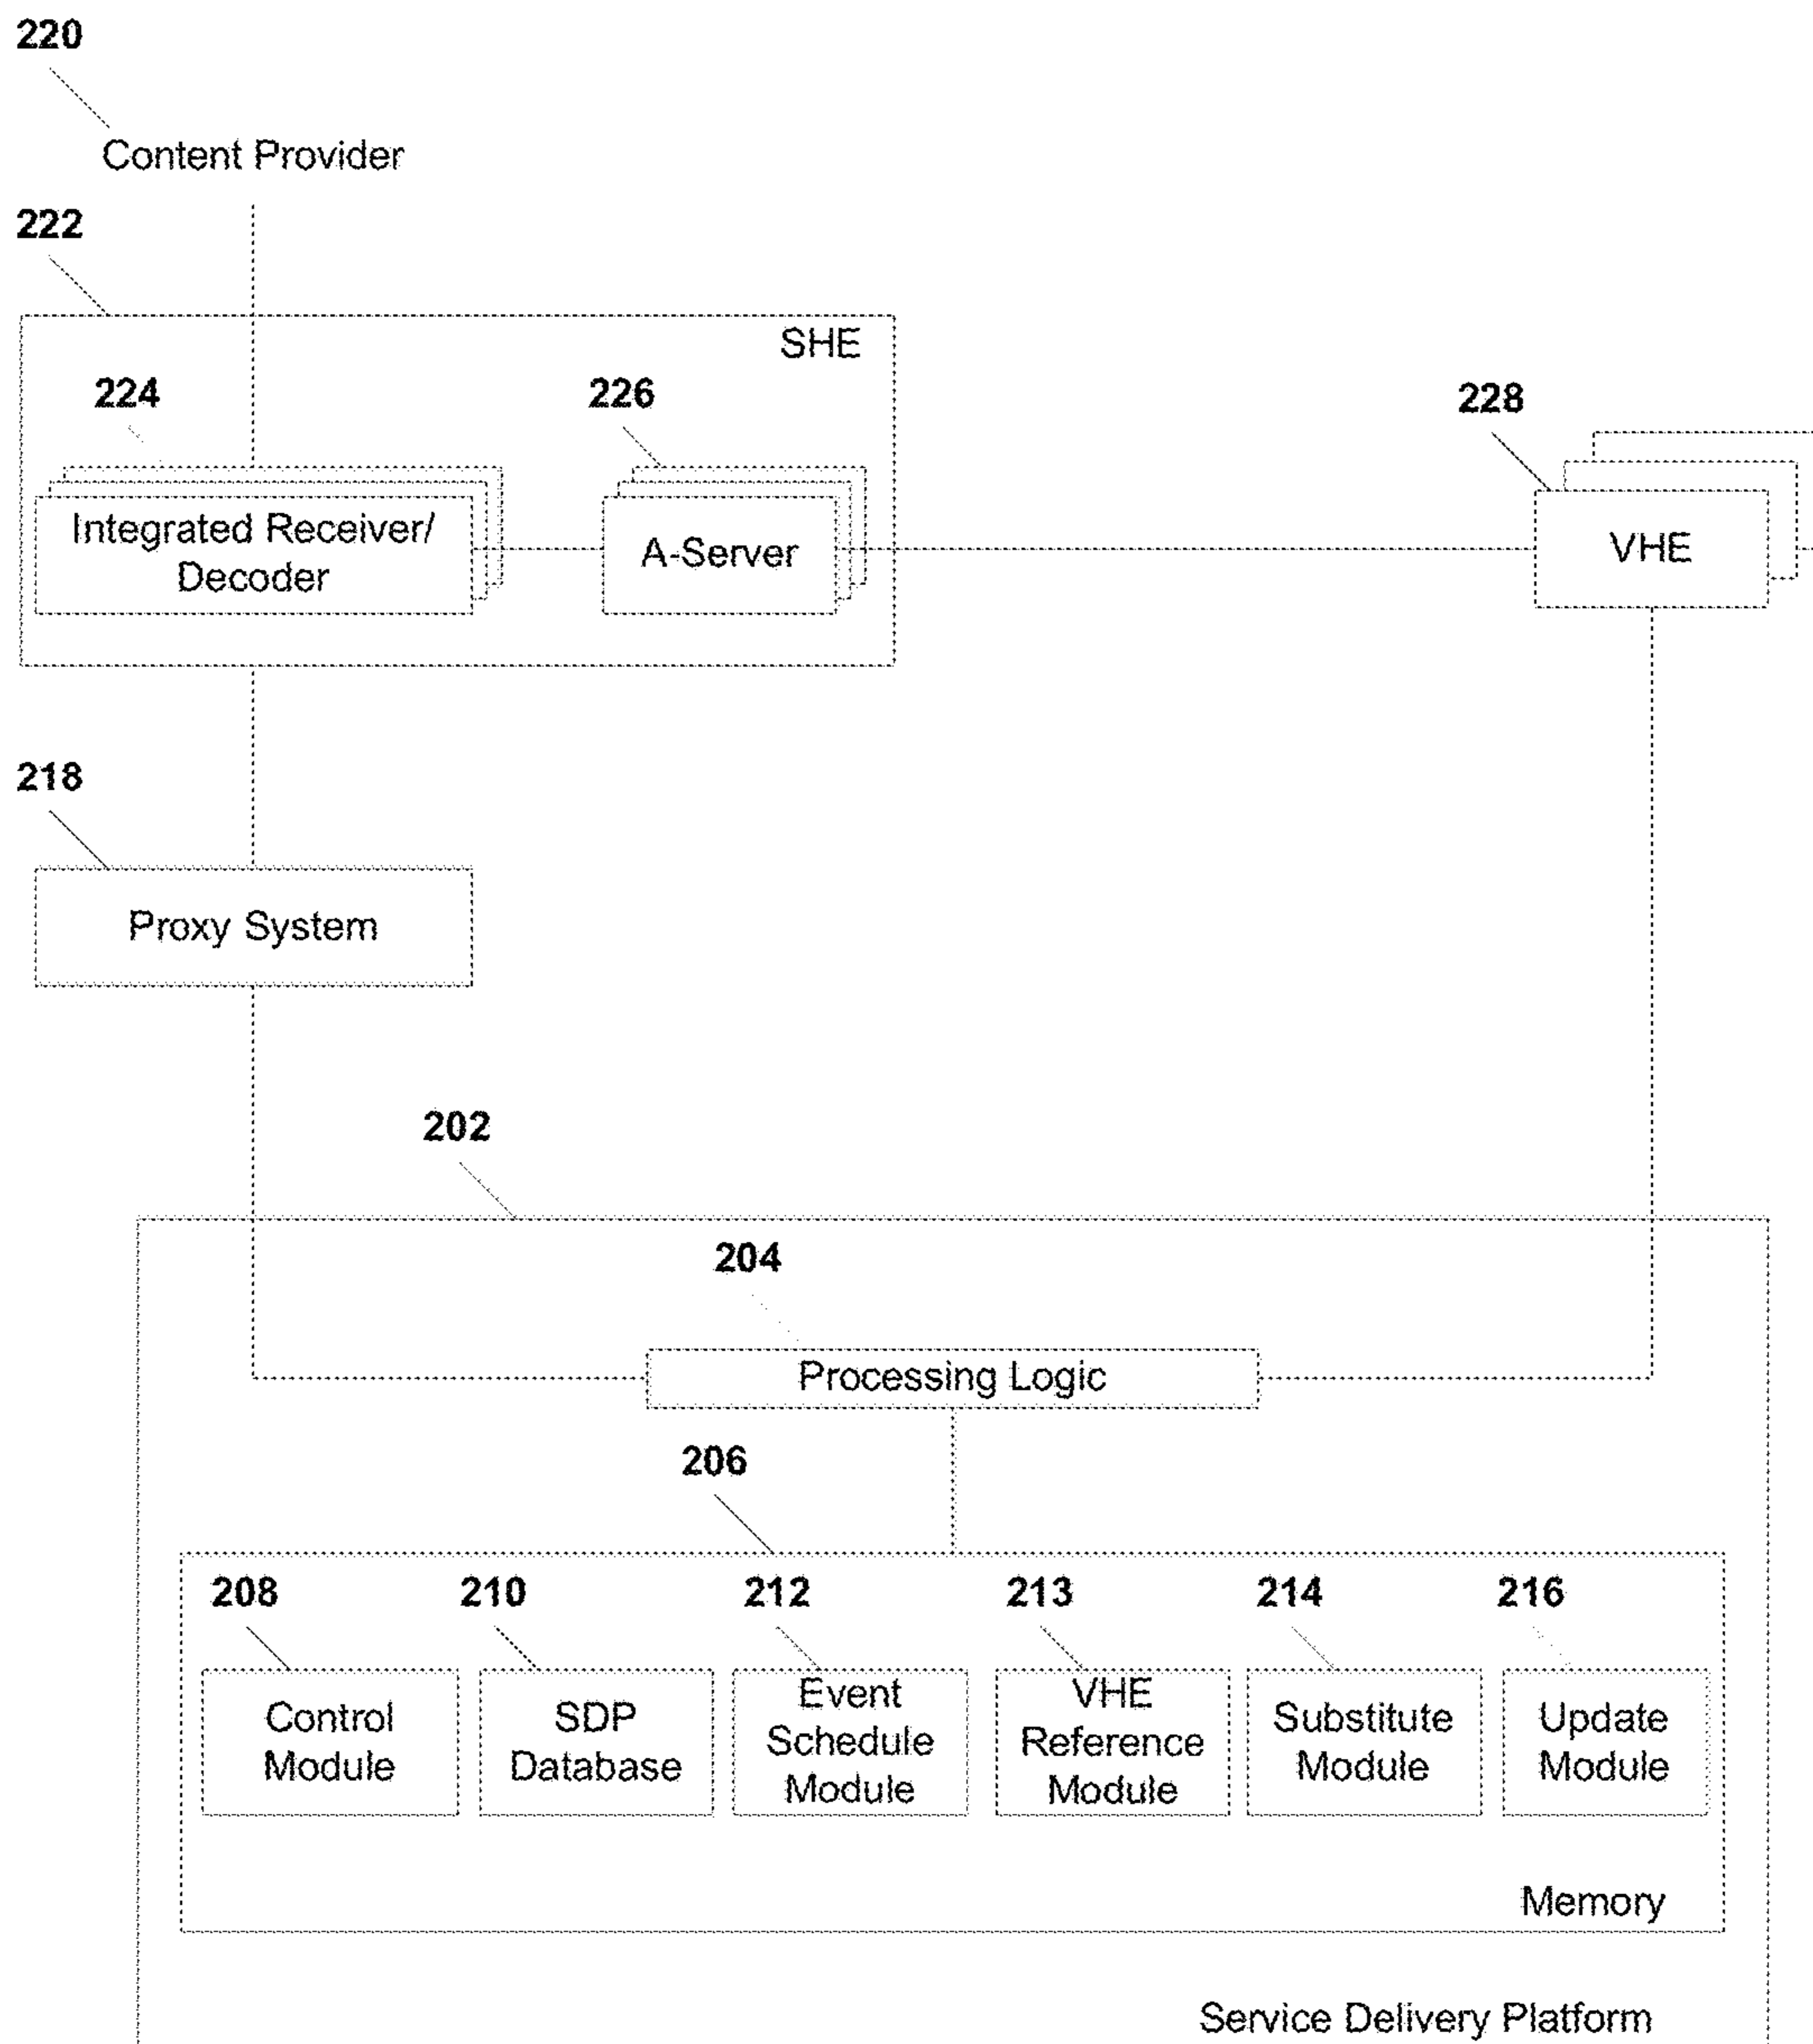 220
Content Provider
222
SHE
224
226
228
Integrated Receiver/
Decoder
A-Server
VHE
218
Proxy System
202
204
Processing Logic
206
208
210
212
213
214
216
Control
Module
SDP
Database
Event
Schedule
Module
VHE
Reference
Module
Substitute
Module
Update
Module
Memory
Service Delivery Platform